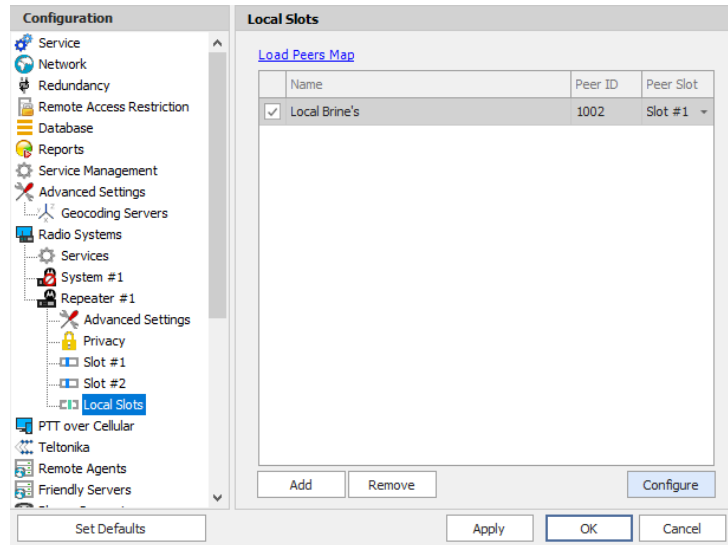 Configuration
Service
Network
Redundancy
Remote Access Restriction
Database
Reports
Service Management
Advanced Settings
Geocoding Servers
Radio Systems
Services
System #1
Repeater #1
Advanced Settings
Privacy
Slot #1
Slot #2
Local Slots
PTT over Cellular
Teltonika
Remote Agents
Friendly Servers
Set Defaults
Local Slots
Load Peers Map
Name Peer ID Peer Slot
Local Brine's 1002 Slot #1
Add Remove Configure
Apply OK Cancel